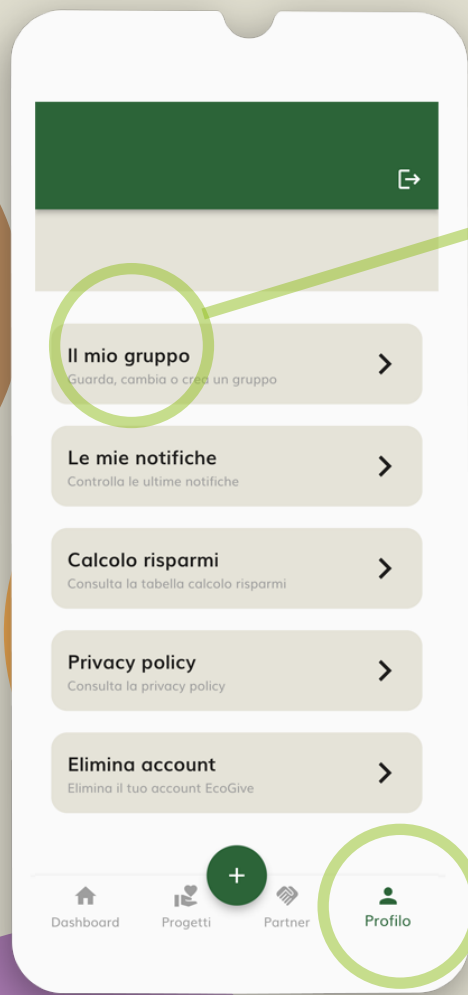 Il mio gruppo
Guarda, cambia o crea un gruppo
Le mie notifiche
Controlla le ultime notifiche
Calcolo risparmi
Consulta la tabella calcolo risparmi
Privacy policy
Consulta la privacy policy
Elimina account
Elimina il tuo account EcoGive
Dashboard
Progetti
Partner
Profilo